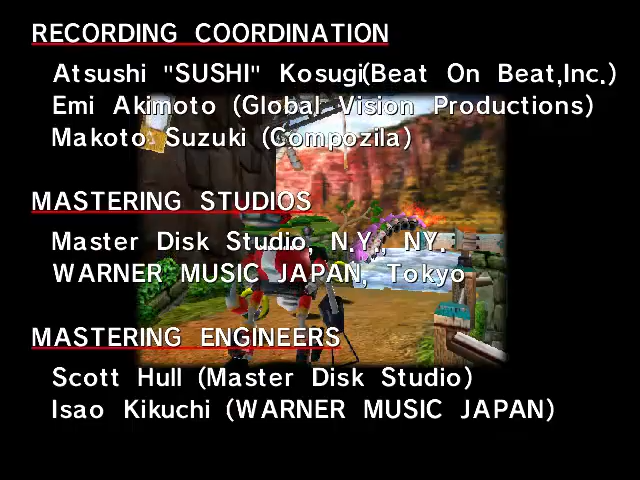 RECORDING COORDINATION
Atsushi "SUSHI" Kosugi(Beat On Beat,Inc.)
Emi Akimoto (Global Vision Productions)
Makoto Suzuki (Compozila)
MASTERING STUDIOS
Master Disk Studio, N.Y., NY.
WARNER MUSIC JAPAN, Tokyo
MASTERING ENGINEERS
Scott Hull (Master Disk Studio)
Isao Kikuchi (WARNER MUSIC JAPAN)